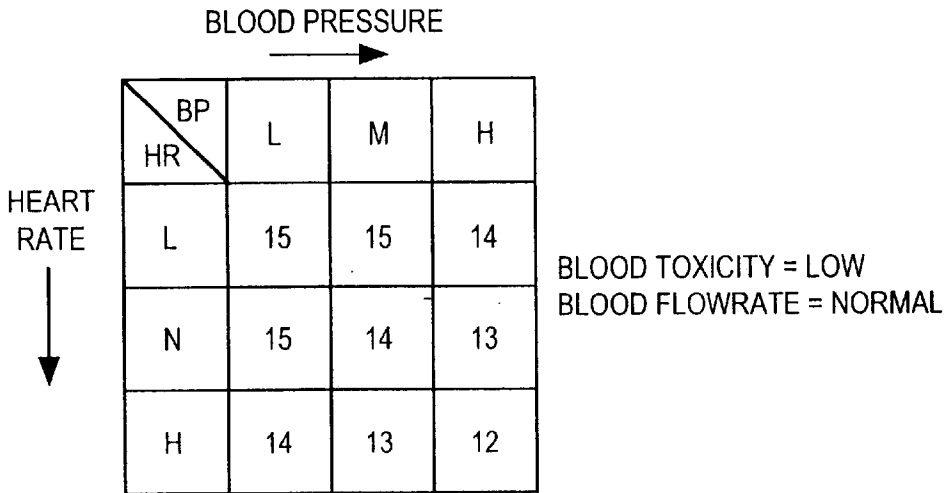 BLOOD PRESSURE
BP
HR
L M H
HEART
RATE
L 15 15 14
BLOOD TOXICITY = LOW
BLOOD FLOWRATE = NORMAL
N 15 14 13
H 14 13 12